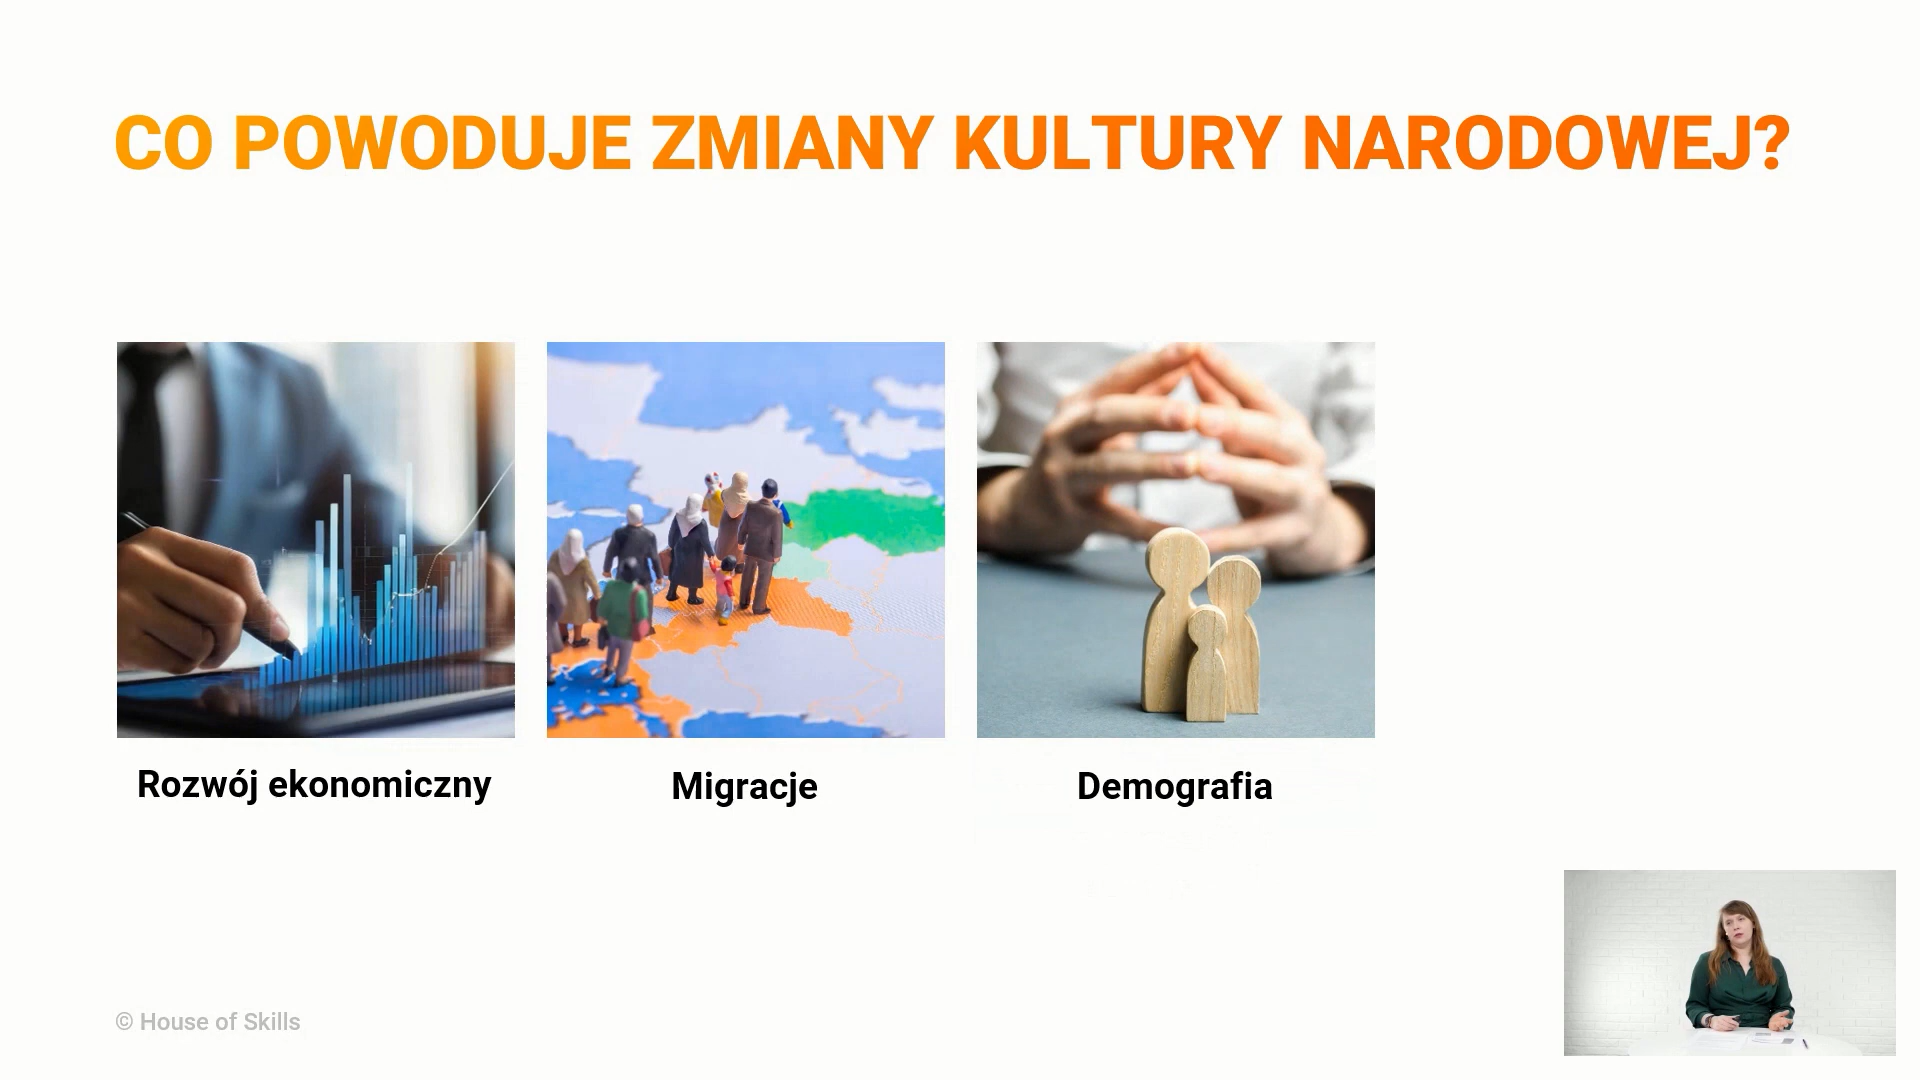 CO POWODUJE ZMIANY KULTURY NARODOWEJ?
Rozwój ekonomiczny
Migracje
Demografia
© House of Skills